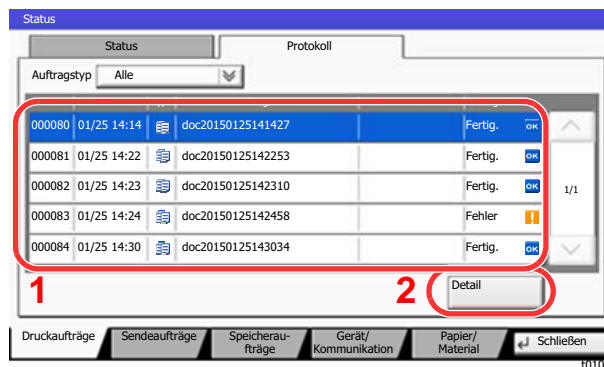 Status
Status Protokoll
Auftragstyp Alle
000080 01/25 14:14 doc20150125141427 Fertig. OK
000081 01/25 14:22 doc20150125142253 Fertig. OK
000082 01/25 14:23 doc20150125142310 Fertig. OK
1/1
000083 01/25 14:24 doc20150125142458 Fehler !
000084 01/25 14:30 doc20150125143034 Fertig. OK
1 2 Detail
Druckaufträge Sendeaufträge Speicherau-
fträge Gerät/
Kommunikation Papier/
Material Schließen